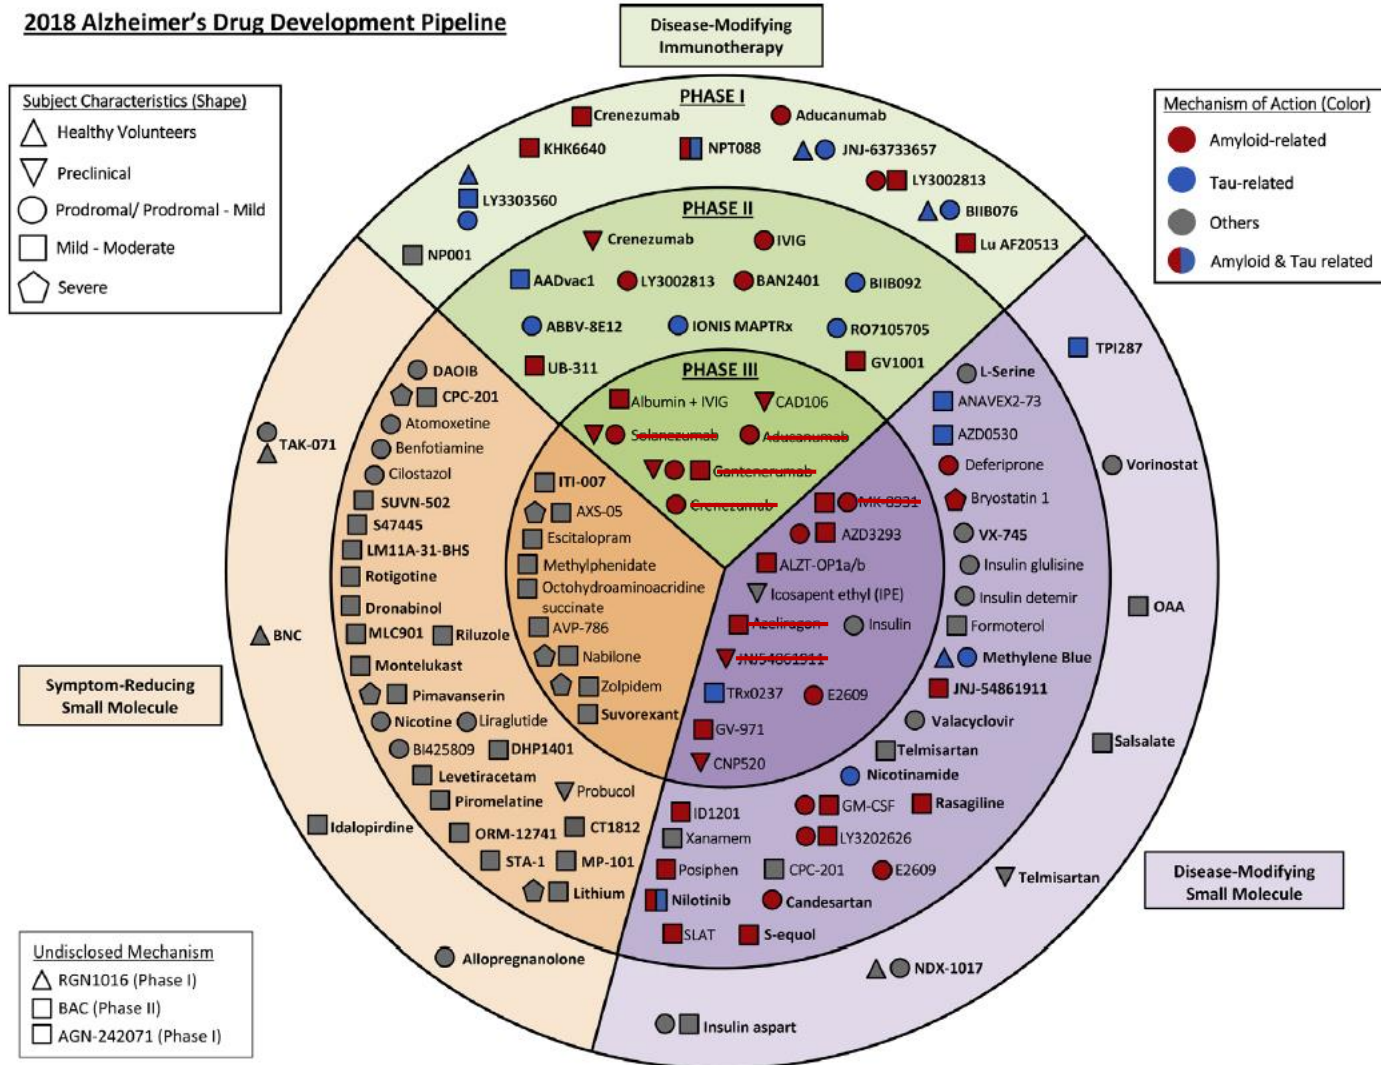 2018 Alzheimer's Drug Development Pipeline
Disease-Modifying
Immunotherapy
Subject Characteristics (Shape)
Healthy Volunteers
Preclinical
Prodromal/ Prodromal - Mild
Mild - Moderate
Severe
Mechanism of Action (Color)
Amyloid-related
Tau-related
Others
Amyloid & Tau related
PHASE I
Crenezumab
Aducanumab
KHK6640
NPT088
JNJ-63733657
LY3303560
LY3002813
BIIB076
NP001
Lu AF20513
PHASE II
Crenezumab
IVIG
AADvac1
LY3002813
BAN2401
BIIB092
ABBV-8E12
IONIS MAPTRx
RO7105705
UB-311
GV1001
PHASE III
Albumin + IVIG
CAD106
Solanezumab
Aducanumab
Gantenerumab
Crenezumab
TPI287
Vorinostat
OAA
Salsalate
Telmisartan
NDX-1017
Insulin aspart
L-Serine
ANAVEX2-73
AZD0530
Deferiprone
Bryostatin 1
VX-745
Insulin glulisine
Insulin detemir
Formoterol
Methylene Blue
JNJ-54861911
Valacyclovir
Telmisartan
Nicotinamide
ID1201
GM-CSF
Rasagiline
Xanamem
LY3202626
Posiphen
CPC-201
E2609
Nilotinib
Candesartan
SLAT
S-equol
MK-8931
AZD3293
ALZT-OP1a/b
Icosapent ethyl (IPE)
Azeliragon
Insulin
JNJ54861911
TRx0237
E2609
GV-971
CNP520
Disease-Modifying
Small Molecule
TAK-071
BNC
Idalopirdine
Allopregnanolone
DAOIB
CPC-201
Atomoxetine
Benfotiamine
Cilostazol
SUVN-502
S47445
LM11A-31-BHS
Rotigotine
Dronabinol
MLC901
Riluzole
Montelukast
Pimavanserin
Nicotine
Liraglutide
BI425809
DHP1401
Levetiracetam
Piromelatine
Probucol
ORM-12741
CT1812
STA-1
MP-101
Lithium
ITI-007
AXS-05
Escitalopram
Methylphenidate
Octohydroaminoacridine
succinate
AVP-786
Nabilone
Zolpidem
Suvorexant
Symptom-Reducing
Small Molecule
Undisclosed Mechanism
RGN1016 (Phase I)
BAC (Phase II)
AGN-242071 (Phase I)